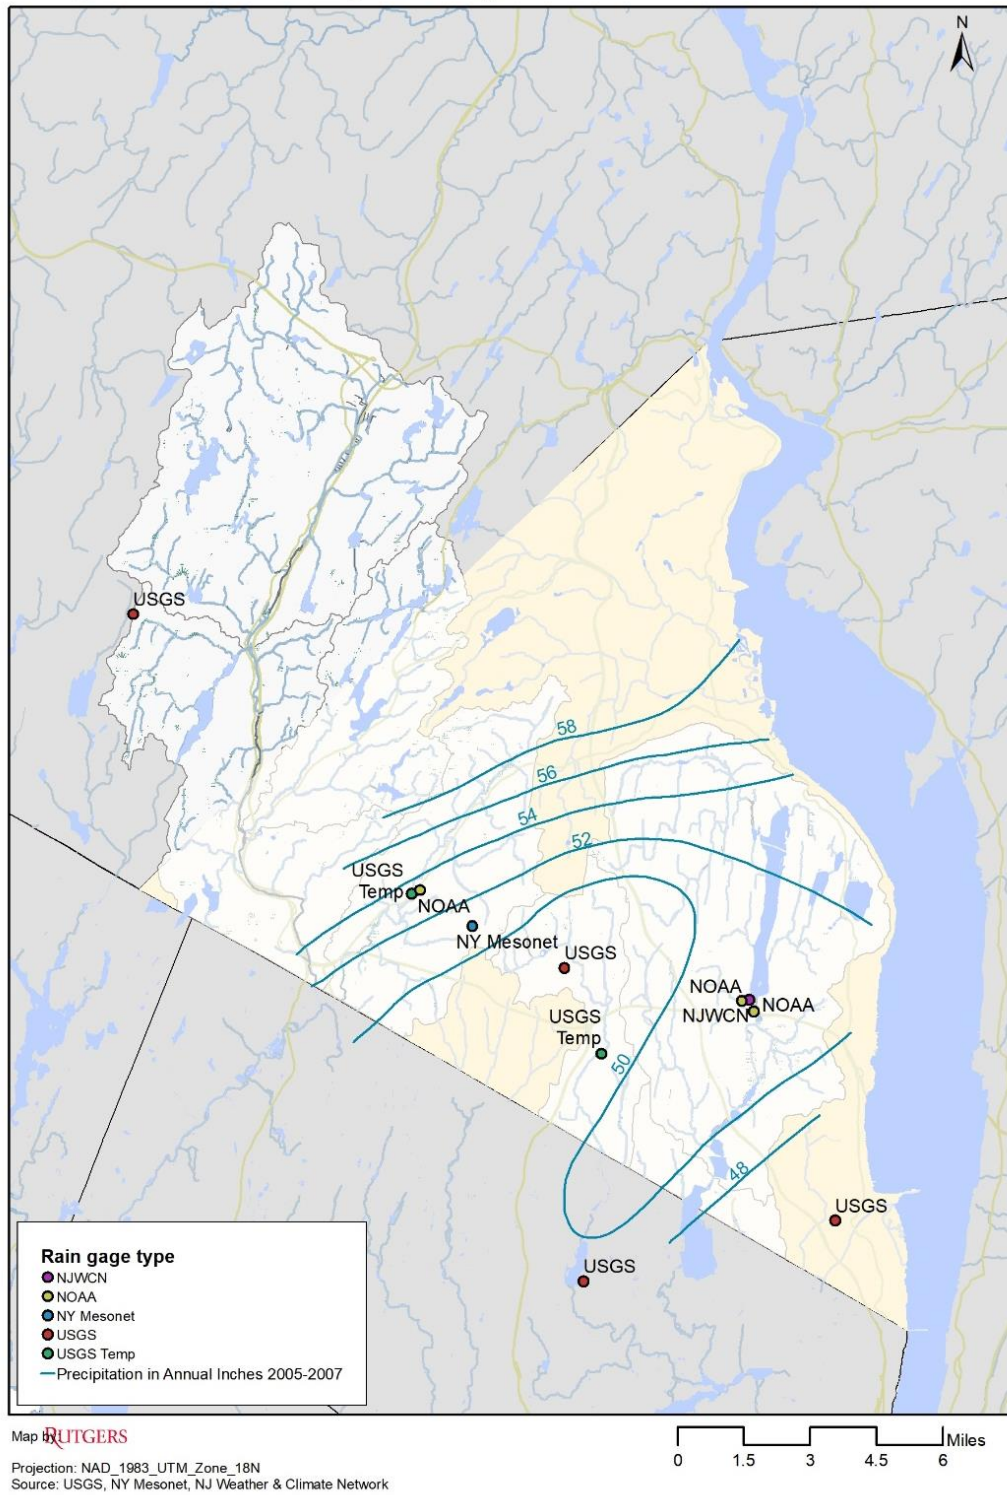 N
USGS
58
56
54
52
USGS
Temp
NOAA
NY Mesonet
USGS
NOAA
NJWCN
NOAA
USGS
Temp
50
48
USGS
USGS
Rain gage type
NJWCN
NOAA
NY Mesonet
USGS
USGS Temp
Precipitation in Annual Inches 2005-2007
Map by RUTGERS
Miles
0 1.5 3 4.5 6
Projection: NAD_1983_UTM_Zone_18N
Source: USGS, NY Mesonet, NJ Weather & Climate Network